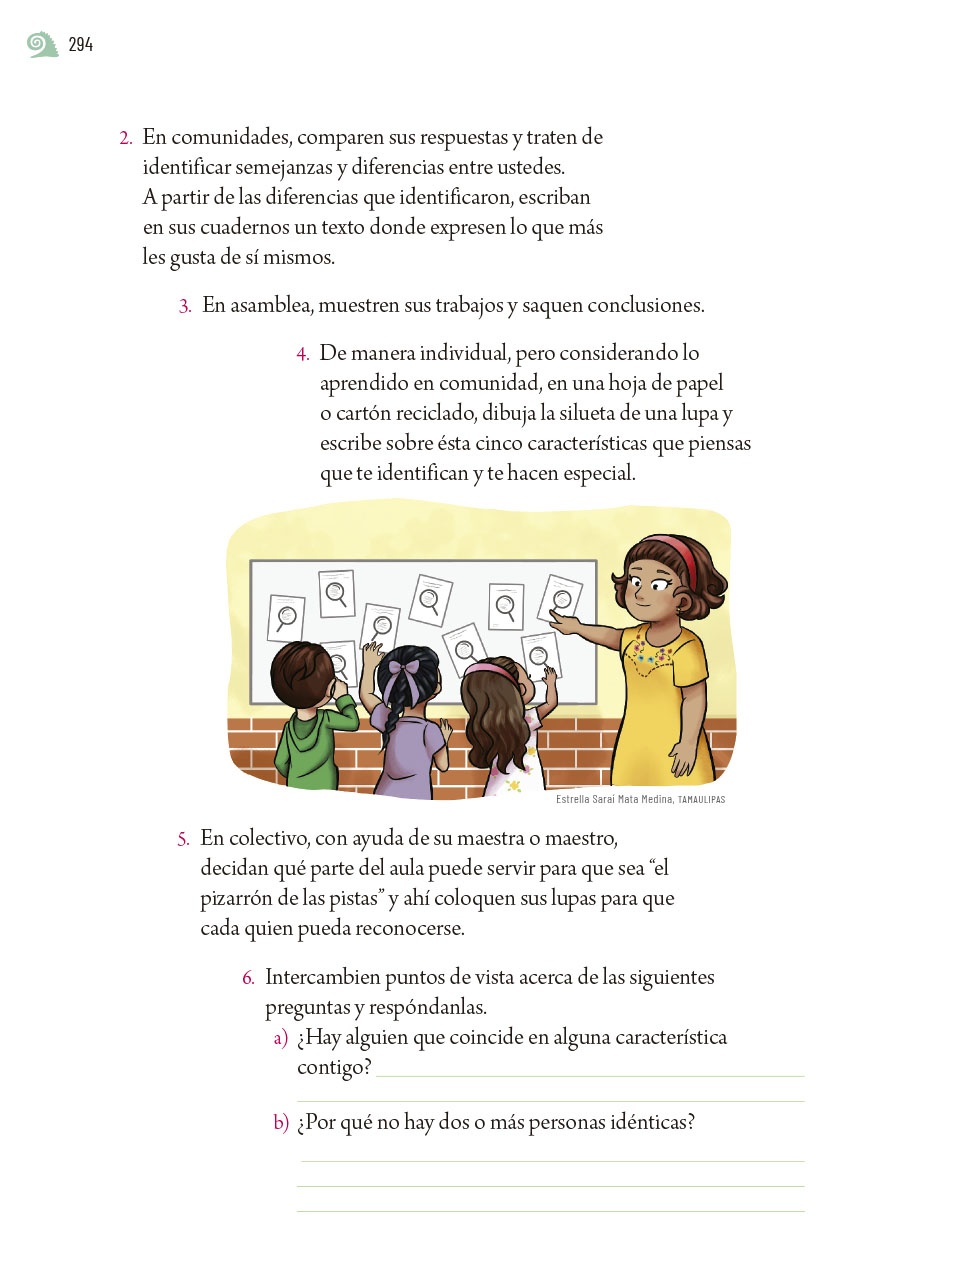 294
2. En comunidades, comparen sus respuestas y traten de
identificar semejanzas y diferencias entre ustedes.
A partir de las diferencias que identificaron, escriban
en sus cuadernos un texto donde expresen lo que más
les gusta de sí mismos.
3. En asamblea, muestren sus trabajos y saquen conclusiones.
4. De manera individual, pero considerando lo
aprendido en comunidad, en una hoja de papel
o cartón reciclado, dibuja la silueta de una lupa y
escribe sobre ésta cinco características que piensas
que te identifican y te hacen especial.
Estrella Saraí Mata Medina, TAMAULIPAS
5. En colectivo, con ayuda de su maestra o maestro,
decidan qué parte del aula puede servir para que sea “el
pizarrón de las pistas” y ahí coloquen sus lupas para que
cada quien pueda reconocerse.
6. Intercambien puntos de vista acerca de las siguientes
preguntas y respóndanlas.
a) ¿Hay alguien que coincide en alguna característica
contigo?
b) ¿Por qué no hay dos o más personas idénticas?